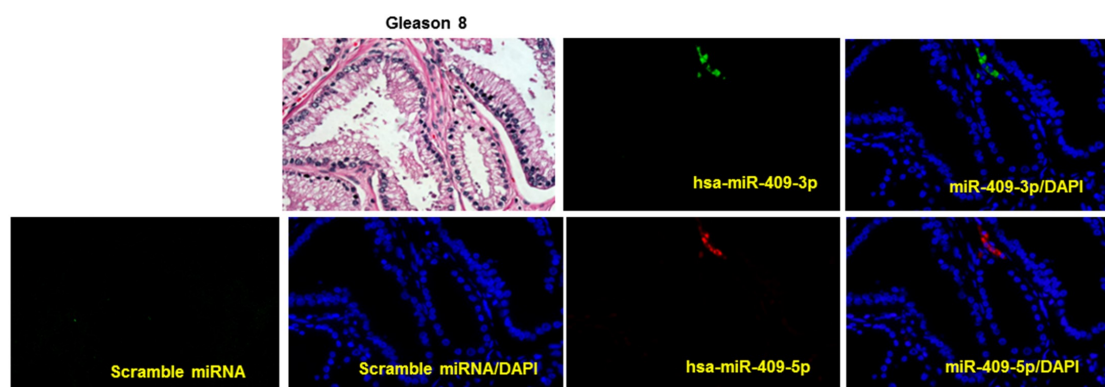 Gleason 8
hsa-miR-409-3p
miR-409-3p/DAPI
Scramble miRNA
Scramble miRNA/DAPI
hsa-miR-409-5p
miR-409-5p/DAPI